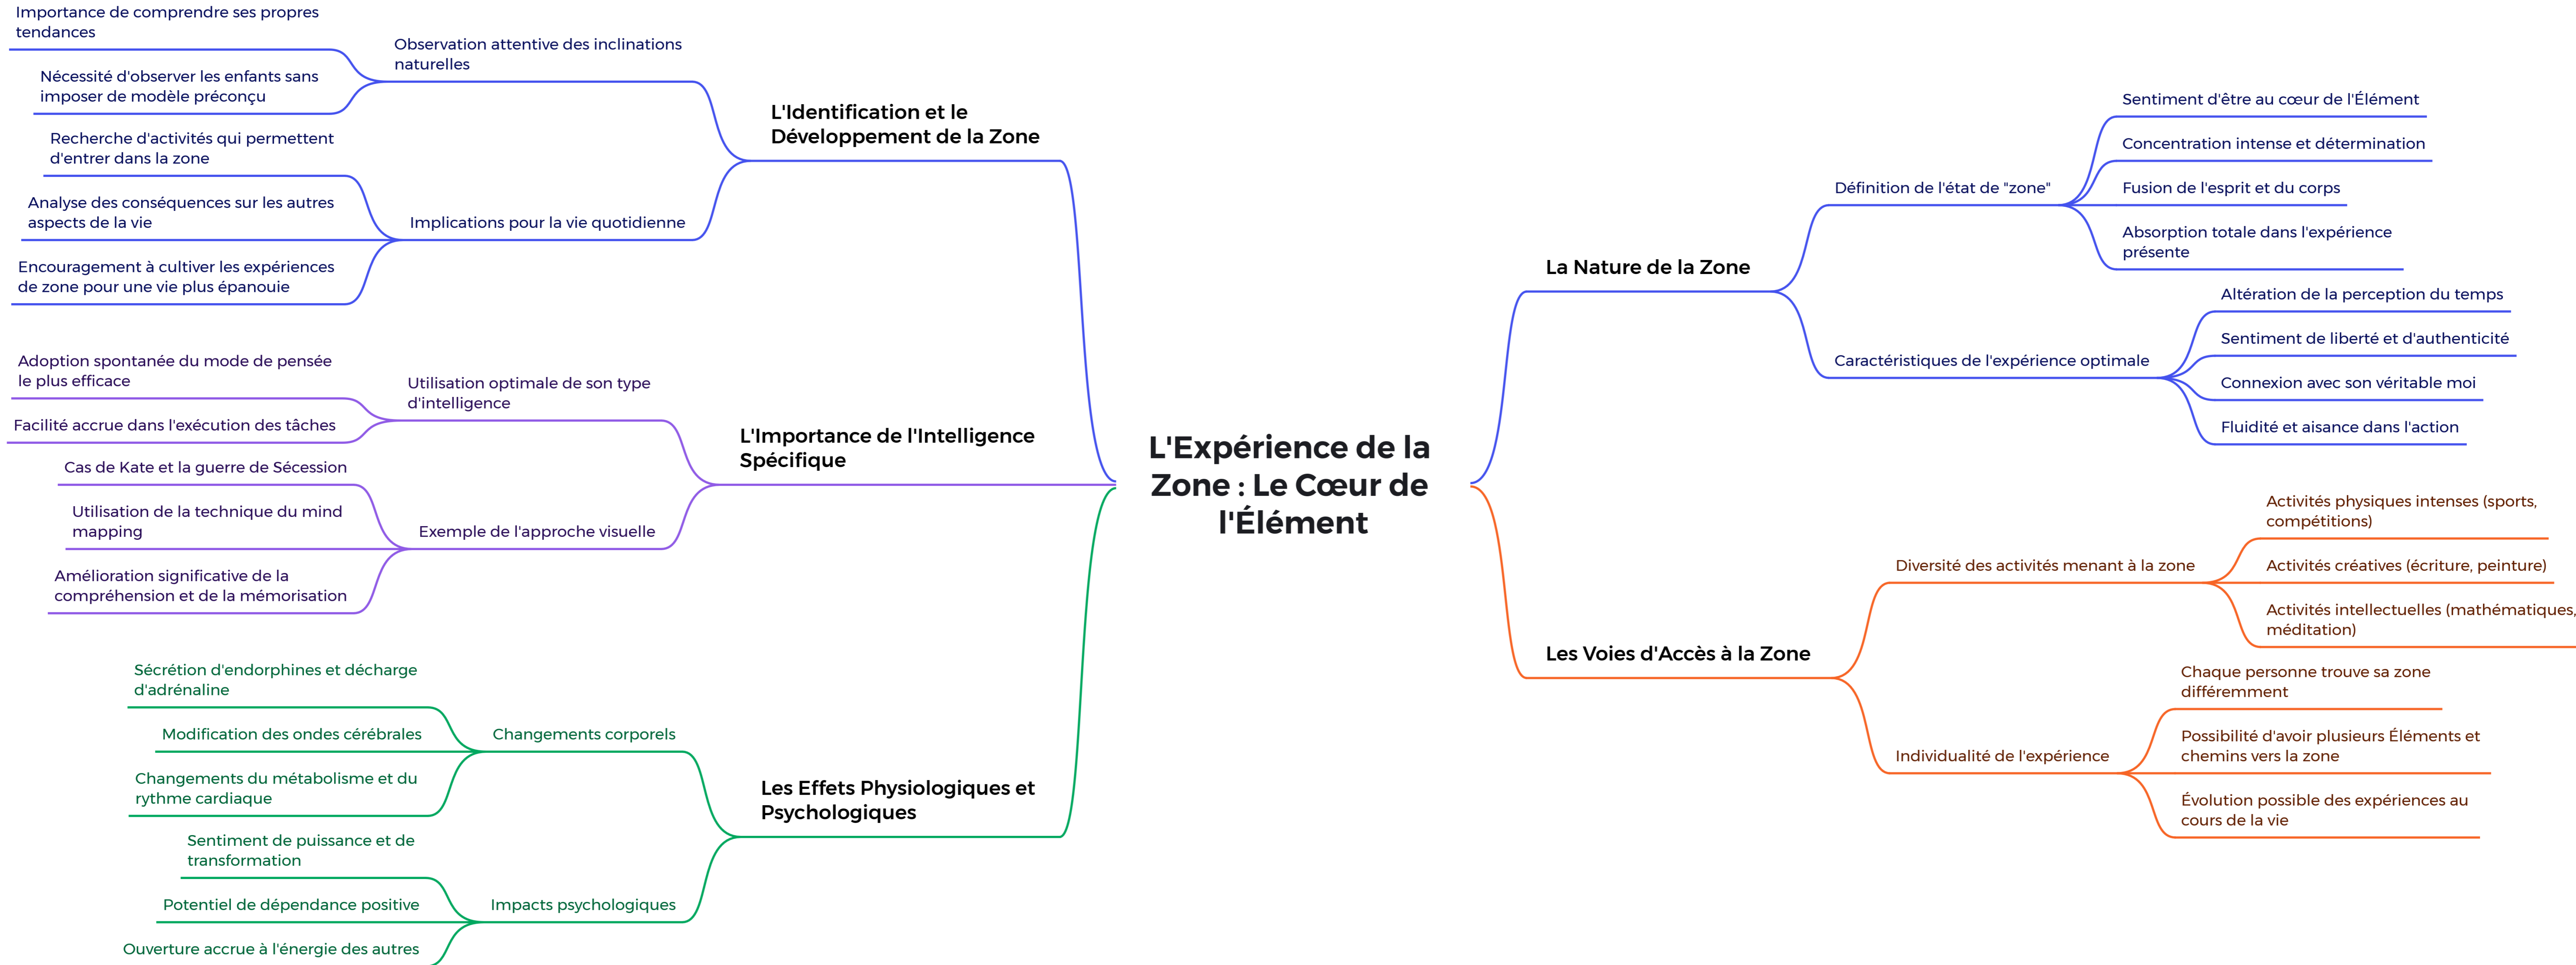 L'Expérience de la
Zone : Le Cœur de
l'Élément
La Nature de la Zone
Définition de l'état de "zone"
Sentiment d'être au cœur de l'Élément
Concentration intense et détermination
Fusion de l'esprit et du corps
Absorption totale dans l'expérience
présente
Caractéristiques de l'expérience optimale
Altération de la perception du temps
Sentiment de liberté et d'authenticité
Connexion avec son véritable moi
Fluidité et aisance dans l'action
Les Voies d'Accès à la Zone
Diversité des activités menant à la zone
Activités physiques intenses (sports,
compétitions)
Activités créatives (écriture, peinture)
Activités intellectuelles (mathématiques,
méditation)
Individualité de l'expérience
Chaque personne trouve sa zone
différemment
Possibilité d'avoir plusieurs Éléments et
chemins vers la zone
Évolution possible des expériences au
cours de la vie
L'Identification et le
Développement de la Zone
Observation attentive des inclinations
naturelles
Importance de comprendre ses propres
tendances
Nécessité d'observer les enfants sans
imposer de modèle préconçu
Implications pour la vie quotidienne
Recherche d'activités qui permettent
d'entrer dans la zone
Analyse des conséquences sur les autres
aspects de la vie
Encouragement à cultiver les expériences
de zone pour une vie plus épanouie
L'Importance de l'Intelligence
Spécifique
Utilisation optimale de son type
d'intelligence
Adoption spontanée du mode de pensée
le plus efficace
Facilité accrue dans l'exécution des tâches
Exemple de l'approche visuelle
Cas de Kate et la guerre de Sécession
Utilisation de la technique du mind
mapping
Amélioration significative de la
compréhension et de la mémorisation
Les Effets Physiologiques et
Psychologiques
Changements corporels
Sécrétion d'endorphines et décharge
d'adrénaline
Modification des ondes cérébrales
Changements du métabolisme et du
rythme cardiaque
Impacts psychologiques
Sentiment de puissance et de
transformation
Potentiel de dépendance positive
Ouverture accrue à l'énergie des autres